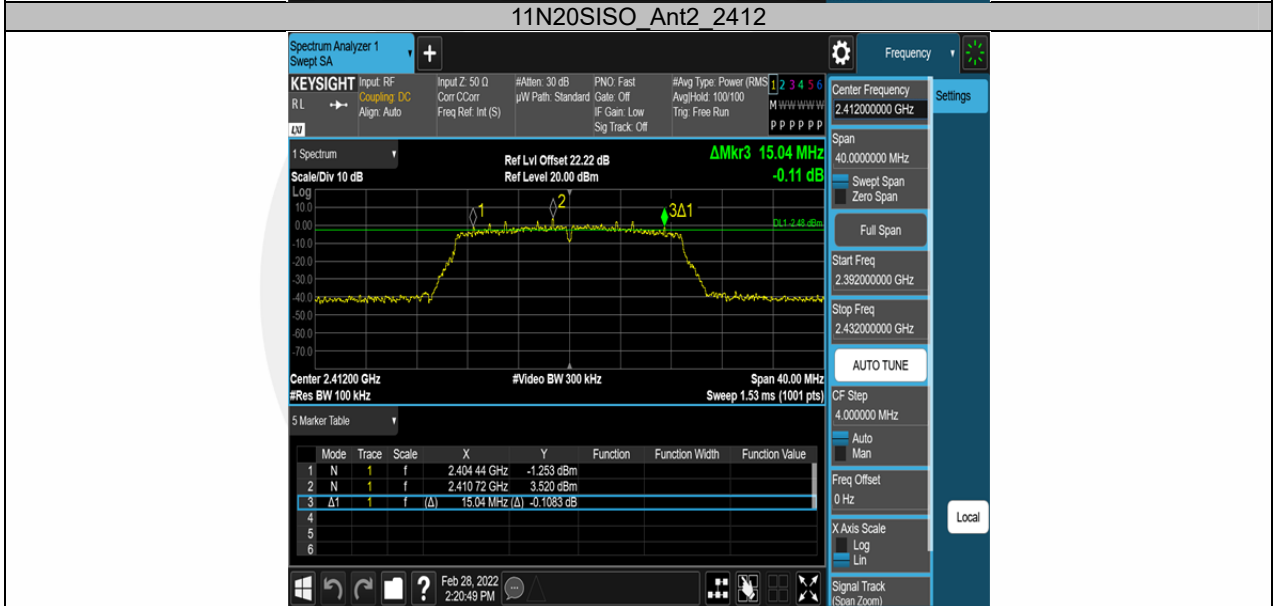 11N20SISO_Ant2_2412
Spectrum Analyzer 1
Swept SA
+
Frequency
KEYSIGHT Input: RF Input Z: 50 Ω #Atten: 30 dB PNO: Fast #Avg Type: Power (RMS 1 2 3 4 5 6
RL Coupling: DC Corr CCorr µW Path: Standard Gate: Off Avg|Hold: 100/100 M W W W W W
Align: Auto Freq Ref: Int (S) IF Gain: Low Trig: Free Run
Sig Track: Off P P P P P P
LXI
1 Spectrum
Ref Lvl Offset 22.22 dB
ΔMkr3 15.04 MHz
Scale/Div 10 dB
Ref Level 20.00 dBm
-0.11 dB
Log
10.0
0.00
-10.0
-20.0
-30.0
-40.0
-50.0
-60.0
-70.0
1
2
3Δ1
DL1 -2.48 dBm
Center 2.41200 GHz #Video BW 300 kHz Span 40.00 MHz
#Res BW 100 kHz Sweep 1.53 ms (1001 pts)
5 Marker Table
Mode Trace Scale X Y Function Function Width Function Value
1 N 1 f 2.404 44 GHz -1.253 dBm
2 N 1 f 2.410 72 GHz 3.520 dBm
3 Δ1 1 f (Δ) 15.04 MHz (Δ) -0.1083 dB
4
5
6
Feb 28, 2022
2:20:49 PM
?
Center Frequency
2.412000000 GHz
Settings
Span
40.0000000 MHz
Swept Span
Zero Span
Full Span
Start Freq
2.392000000 GHz
Stop Freq
2.432000000 GHz
AUTO TUNE
CF Step
4.000000 MHz
Auto
Man
Freq Offset
0 Hz
Local
X Axis Scale
Log
Lin
Signal Track
(Span Zoom)